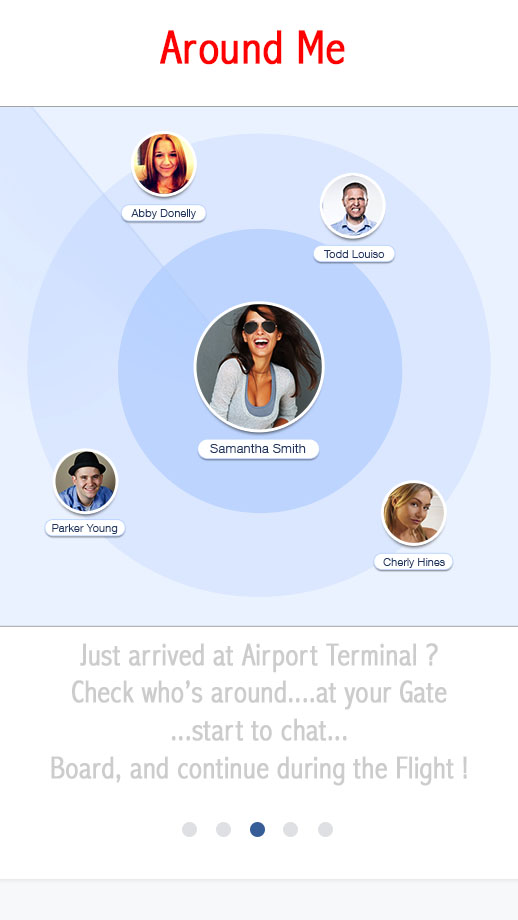 Around Me
Abby Donelly
Todd Louiso
Samantha Smith
Parker Young
Cherly Hines
Just arrived at Airport Terminal ?
Check who's around....at your Gate
...start to chat...
Board, and continue during the Flight !